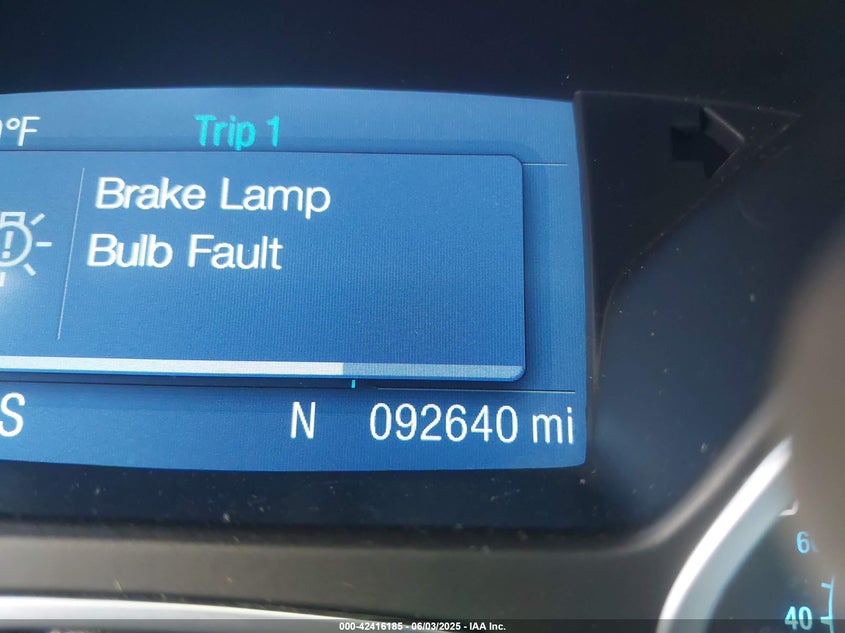 °F
Trip 1
Brake Lamp
Bulb Fault
S
N
092640 mi
40
000-42416185 - 06/03/2025 - IAA Inc.